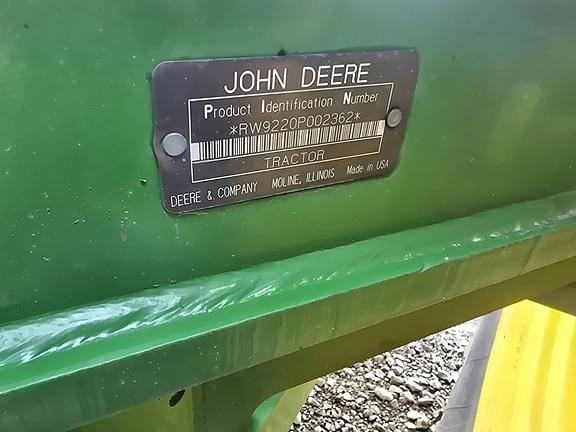 JOHN DEERE
Product Identification Number
*RW9220P002362*
TRACTOR
DEERE & COMPANY MOLINE, ILLINOIS Made in USA